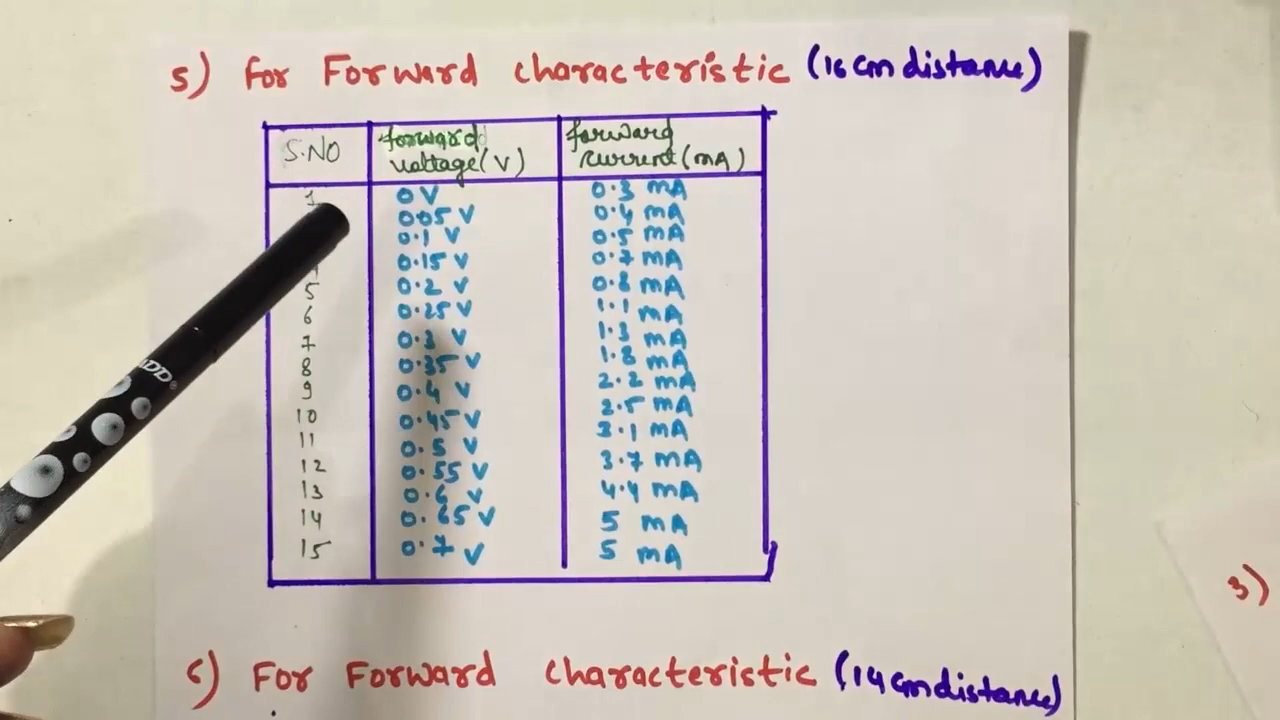 5) For Forward characteristic (16 cm distance)
S.NO forward voltage(V) forward current(mA)
1 0 V 0.3 mA
0.05 V 0.4 mA
0.1 V 0.5 mA
0.15 V 0.7 mA
5 0.2 V 0.8 mA
6 0.25 V 1.1 mA
7 0.3 V 1.3 mA
8 0.35 V 1.8 mA
9 0.4 V 2.2 mA
10 0.45 V 2.5 mA
11 0.5 V 3.1 mA
12 0.55 V 3.7 mA
13 0.6 V 4.4 mA
14 0.65 V 5 mA
15 0.7 V 5 mA
6) For Forward characteristic (14 cm distance)
3)
ADD